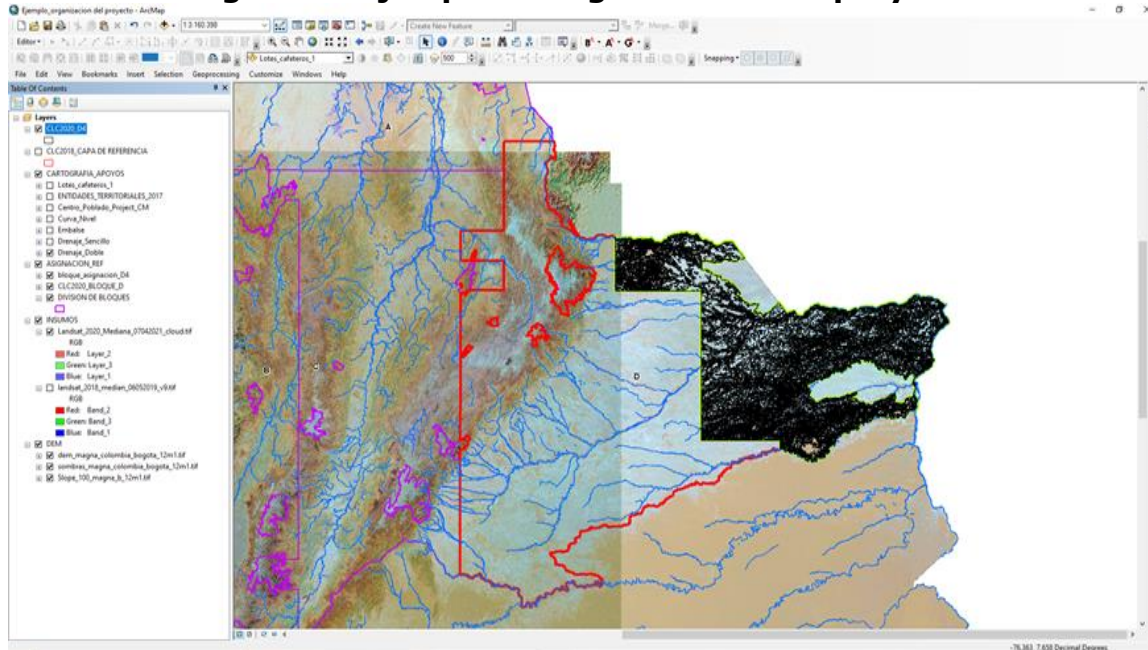 Ejemplo_organizacion del proyecto - ArcMap
1:3.160.390
Create New Feature
Merge...
Editor
Lotes_cafeteros_1
900
Snapping
File Edit View Bookmarks Insert Selection Geoprocessing Customize Windows Help
Table Of Contents
Layers
CLC2020_D4
CLC2018_CAPA DE REFERENCIA
CARTOGRAFIA_APOYOS
Lotes_cafeteros_1
ENTIDADES_TERRITORIALES_2017
Centro_Poblado_Project_CM
Curva_Nivel
Embalse
Drenaje_Sencillo
Drenaje_Doble
ASIGNACION_REF
bloque_asignacion_D4
CLC2020_BLOQUE_D
DIVISION DE BLOQUES
INSUMOS
Landsat_2020_Mediana_07042021_cloud.tif
RGB
Red: Layer_2
Green: Layer_3
Blue: Layer_1
landsat_2018_median_06052019_v9.tif
RGB
Red: Band_2
Green: Band_3
Blue: Band_1
DEM
dem_magna_colombia_bogota_12m1.tif
sombras_magna_colombia_bogota_12m1.tif
Slope_100_magna_b_12m1.tif
A
B
C
D
-76,363 7,658 Decimal Degrees